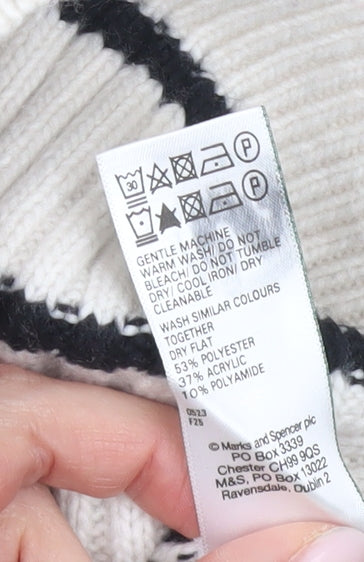 30 P
P
GENTLE MACHINE
WARM WASH/ DO NOT
BLEACH/ DO NOT TUMBLE
DRY/ COOL IRON/ DRY
CLEANABLE
WASH SIMILAR COLOURS
TOGETHER
DRY FLAT
53% POLYESTER
37% ACRYLIC
10% POLYAMIDE
0523
F25
© Marks and Spencer plc
PO Box 3339
Chester CH99 9QS
M&S, PO Box 13022
Ravensdale, Dublin 2